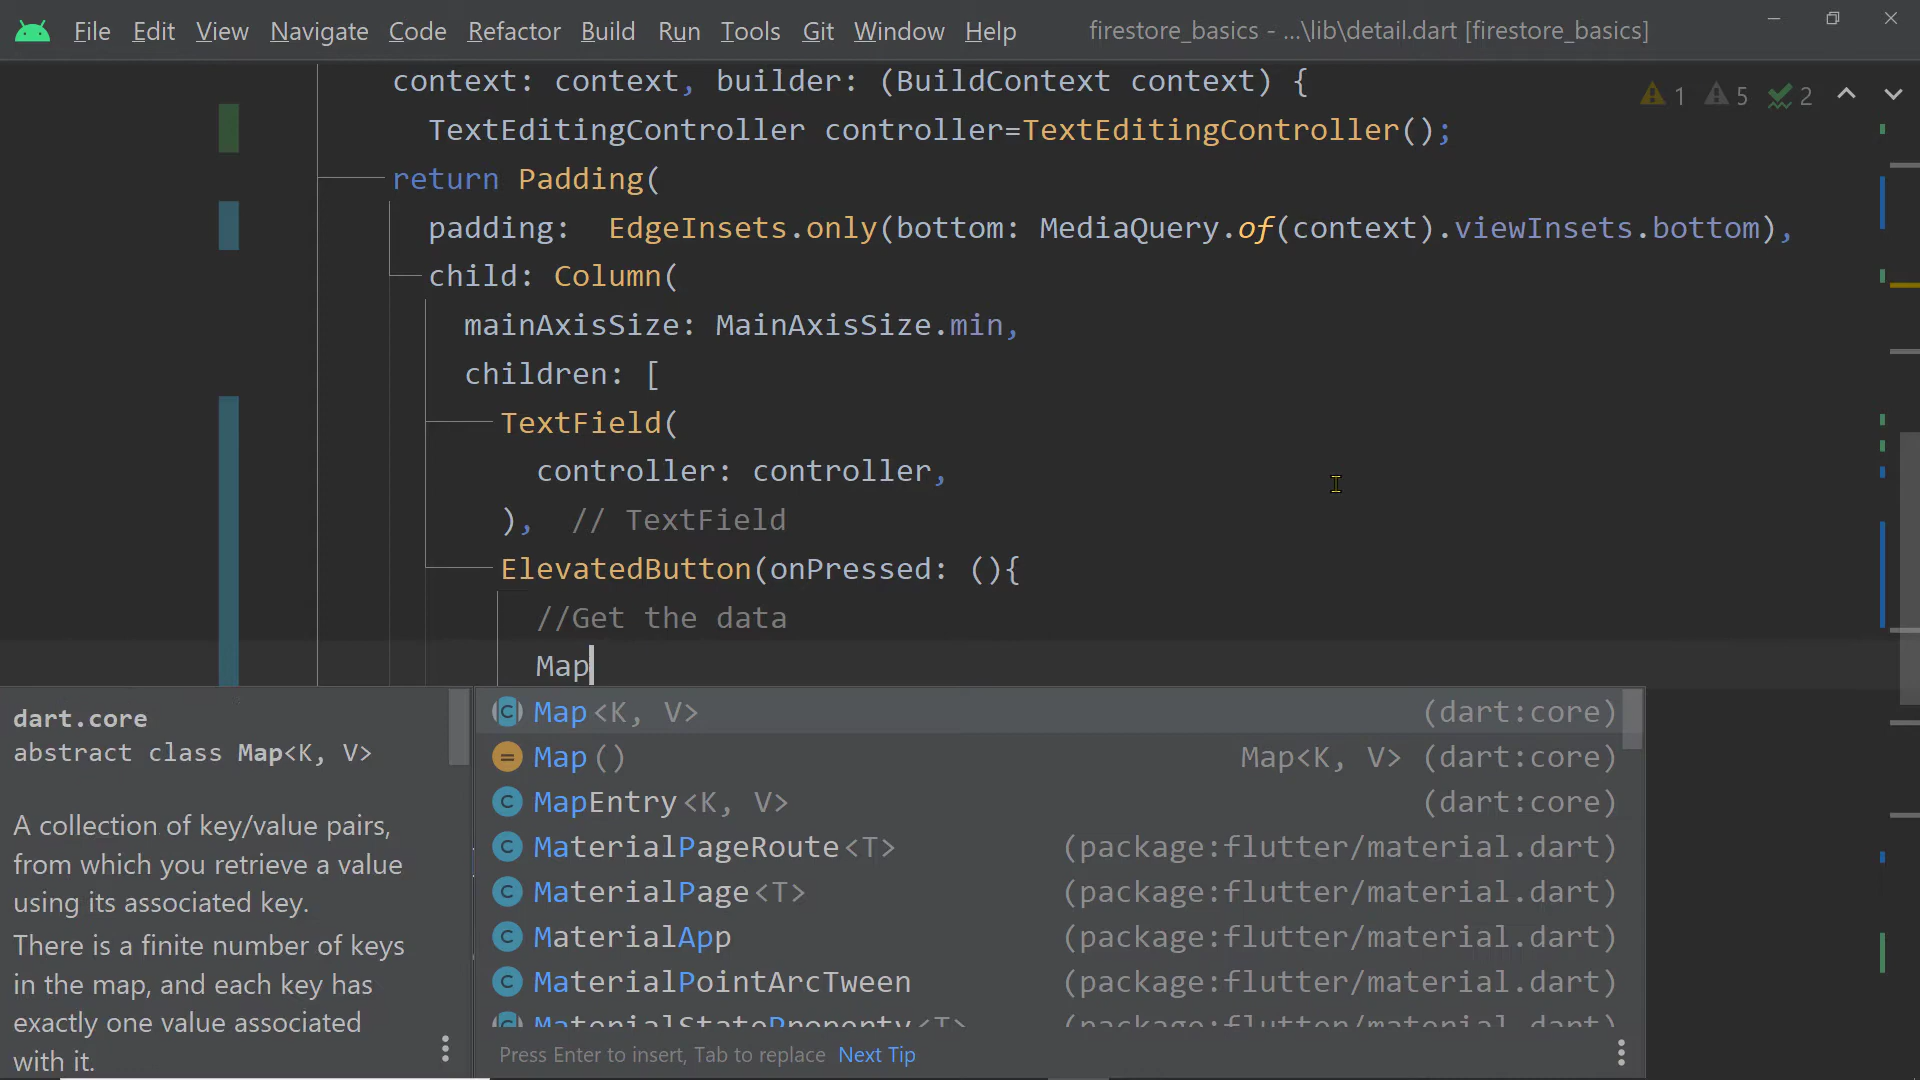 File Edit View Navigate Code Refactor Build Run Tools Git Window Help firestore_basics - ...\lib\detail.dart [firestore_basics]
context: context, builder: (BuildContext context) { 1 5 2
TextEditingController controller=TextEditingController();
return Padding(
padding: EdgeInsets.only(bottom: MediaQuery.of(context).viewInsets.bottom),
child: Column(
mainAxisSize: MainAxisSize.min,
children: [
TextField(
controller: controller,
), // TextField
ElevatedButton(onPressed: (){
//Get the data
Map
dart.core
abstract class Map<K, V>
A collection of key/value pairs,
from which you retrieve a value
using its associated key.
There is a finite number of keys
in the map, and each key has
exactly one value associated
with it.
Map<K, V> (dart:core)
Map() Map<K, V> (dart:core)
MapEntry<K, V> (dart:core)
MaterialPageRoute<T> (package:flutter/material.dart)
MaterialPage<T> (package:flutter/material.dart)
MaterialApp (package:flutter/material.dart)
MaterialPointArcTween (package:flutter/material.dart)
MaterialStateProperty<T> (package:flutter/material.dart)
Press Enter to insert, Tab to replace Next Tip